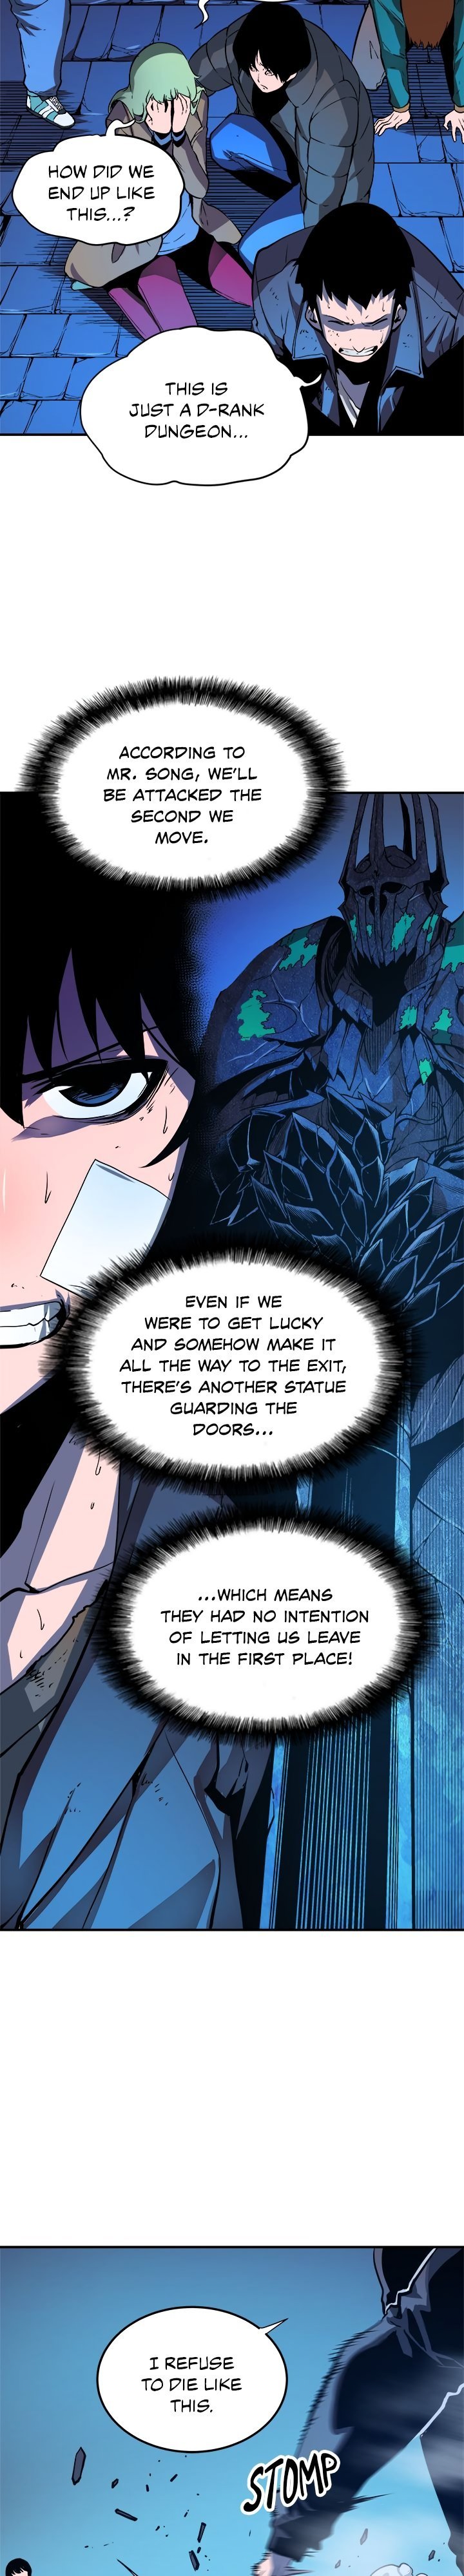 HOW DID WE
END UP LIKE
THIS...?
THIS IS
JUST A D-RANK
DUNGEON...
ACCORDING TO
MR. SONG, WE'LL
BE ATTACKED THE
SECOND WE
MOVE.
EVEN IF WE
WERE TO GET LUCKY
AND SOMEHOW MAKE IT
ALL THE WAY TO THE EXIT,
THERE'S ANOTHER STATUE
GUARDING THE
DOORS...
...WHICH MEANS
THEY HAD NO INTENTION
OF LETTING US LEAVE
IN THE FIRST PLACE!
I REFUSE
TO DIE LIKE
THIS.
STOMP